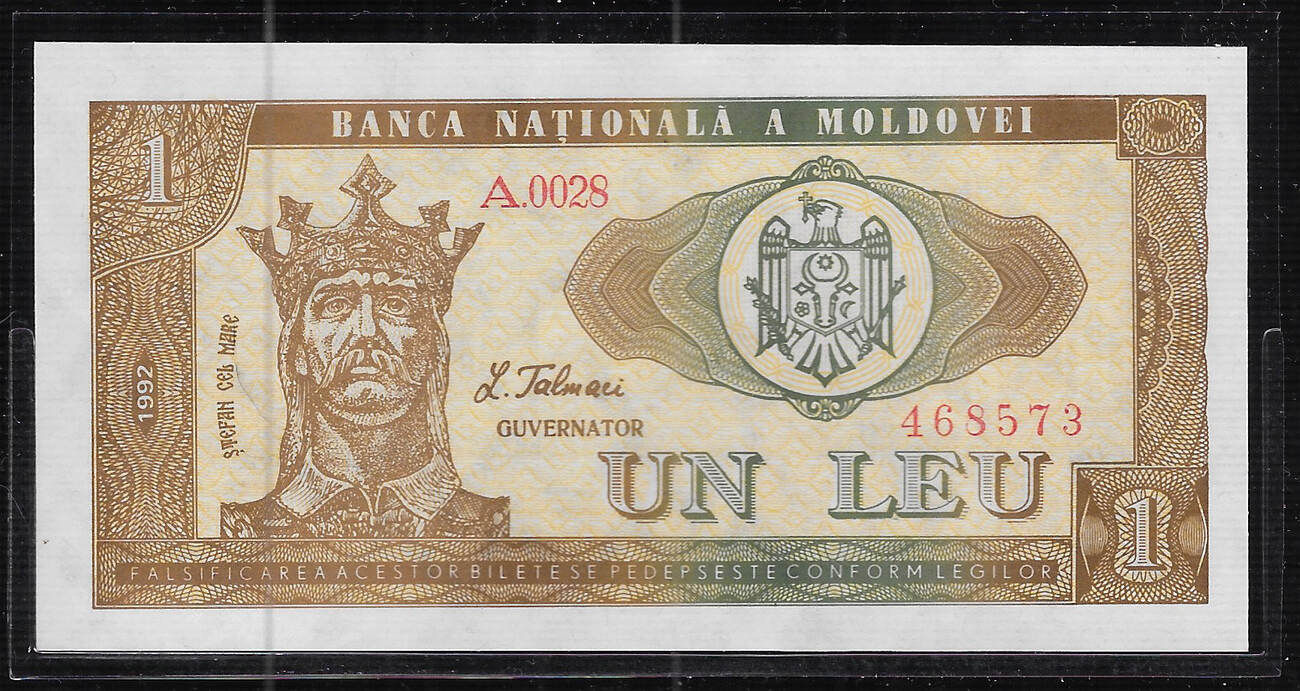 BANCA NAȚIONALĂ A MOLDOVEI
1
A.0028
ȘTEFAN CEL MARE
1992
L. Talmaci
GUVERNATOR
468573
UN LEU
1
FALSIFICAREA ACESTOR BILETE SE PEDEPSESTE CONFORM LEGILOR